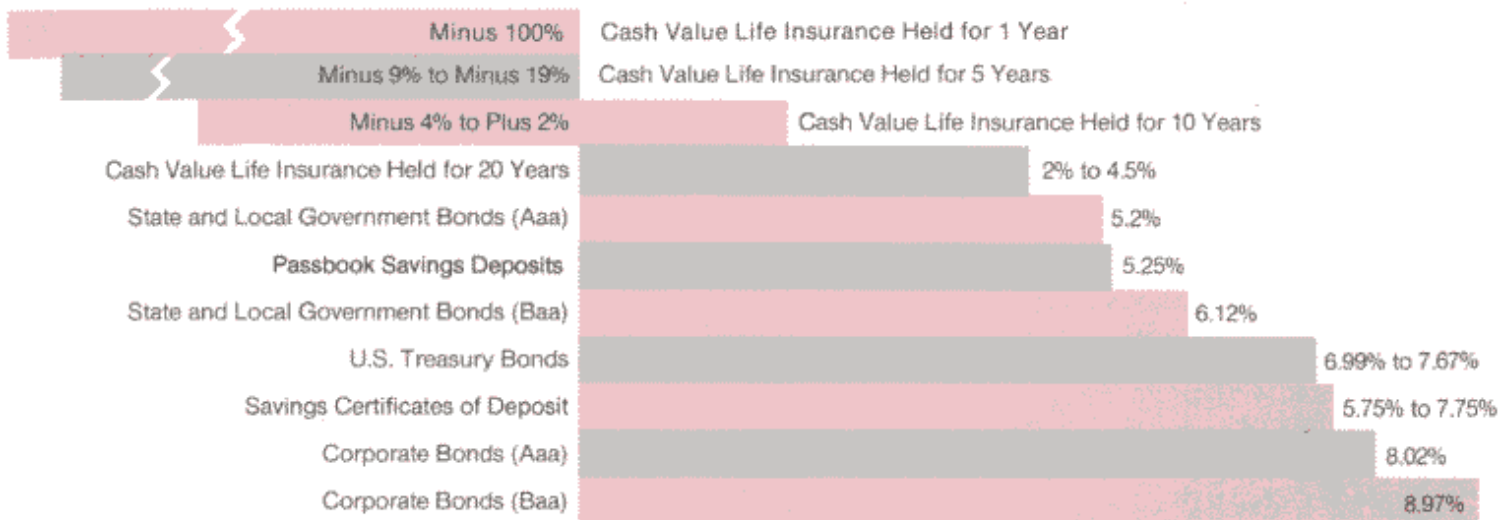 Minus 100% Cash Value Life Insurance Held for 1 Year
Minus 9% to Minus 19% Cash Value Life Insurance Held for 5 Years
Minus 4% to Plus 2% Cash Value Life Insurance Held for 10 Years
Cash Value Life Insurance Held for 20 Years 2% to 4.5%
State and Local Government Bonds (Aaa) 5.2%
Passbook Savings Deposits 5.25%
State and Local Government Bonds (Baa) 6.12%
U.S. Treasury Bonds 6.99% to 7.67%
Savings Certificates of Deposit 5.75% to 7.75%
Corporate Bonds (Aaa) 8.02%
Corporate Bonds (Baa) 8.97%